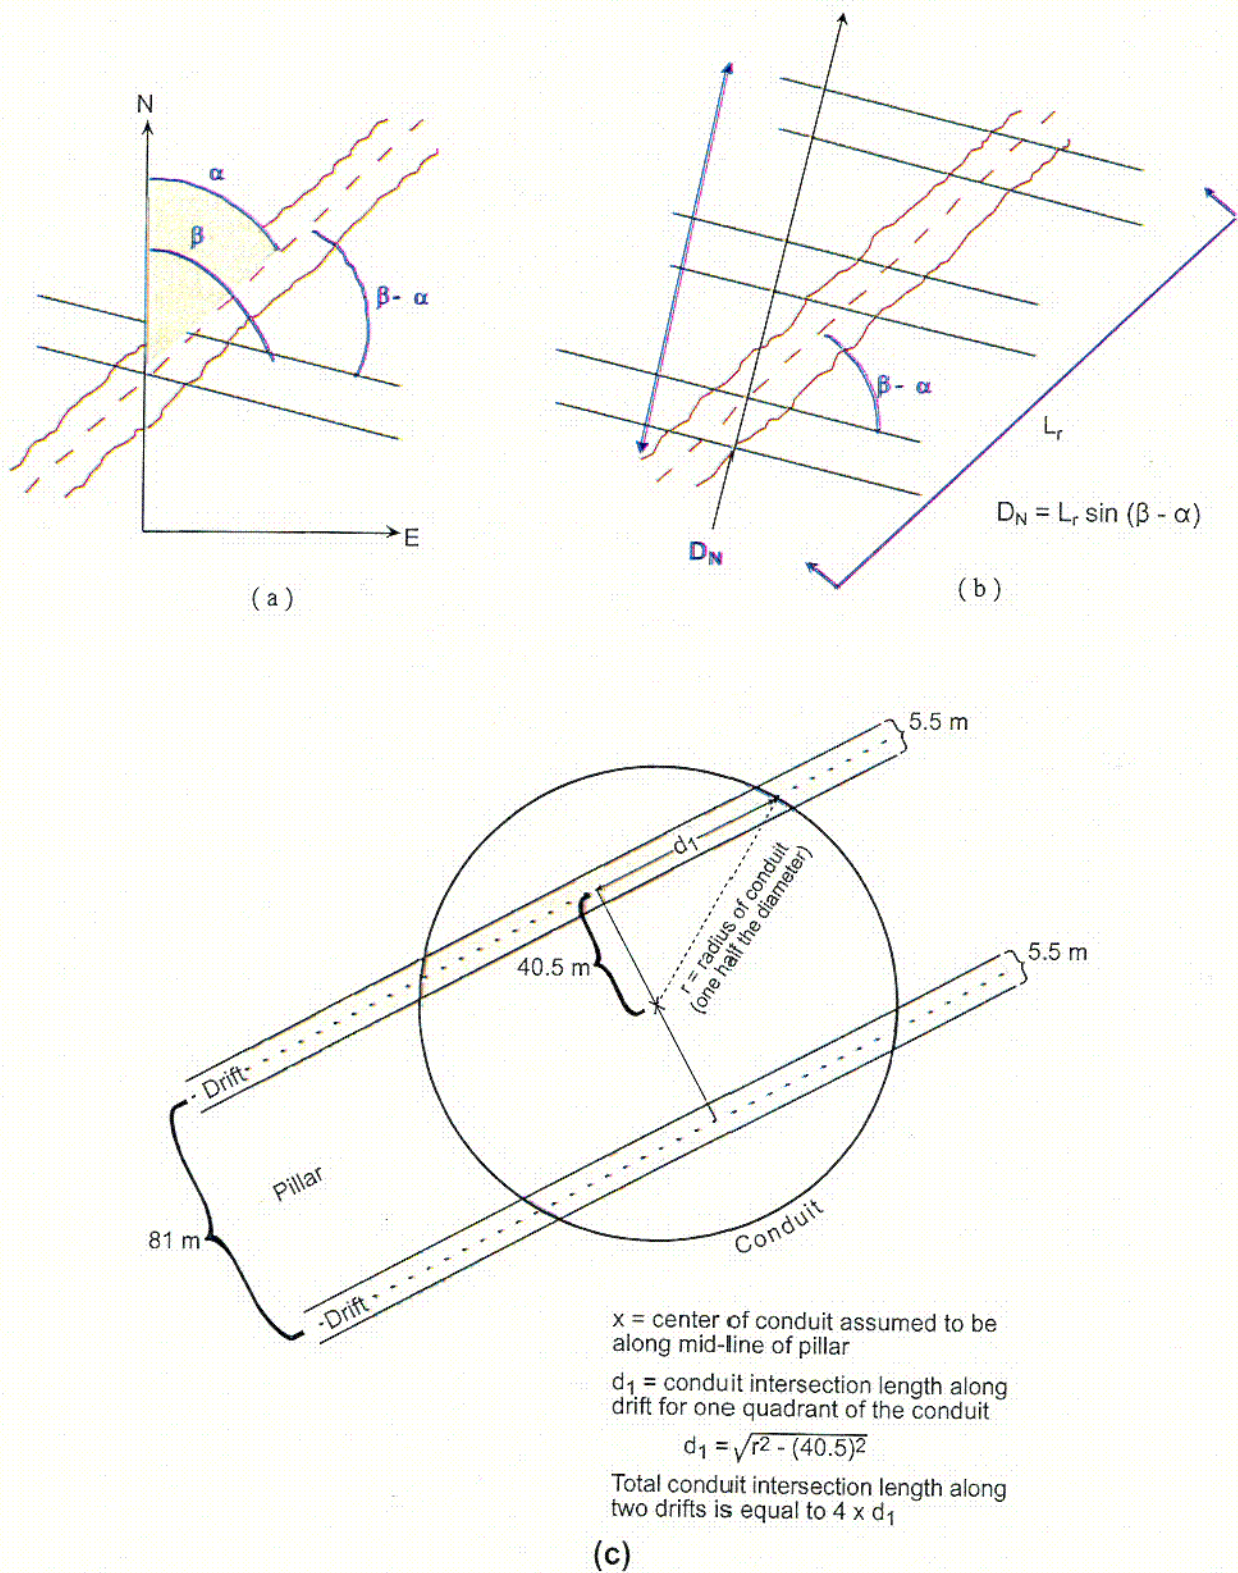 N
α
β
β- α
E
(a)
β- α
Lᵣ
D_N = Lᵣ sin (β - α)
D_N
(b)
5.5 m
d₁
r = radius of conduit
(one half the diameter)
40.5 m
x
5.5 m
Drift
Pillar
81 m
Drift
Conduit
x = center of conduit assumed to be
along mid-line of pillar
d₁ = conduit intersection length along
drift for one quadrant of the conduit
d₁ = √r² - (40.5)²
Total conduit intersection length along
two drifts is equal to 4 x d₁
(c)